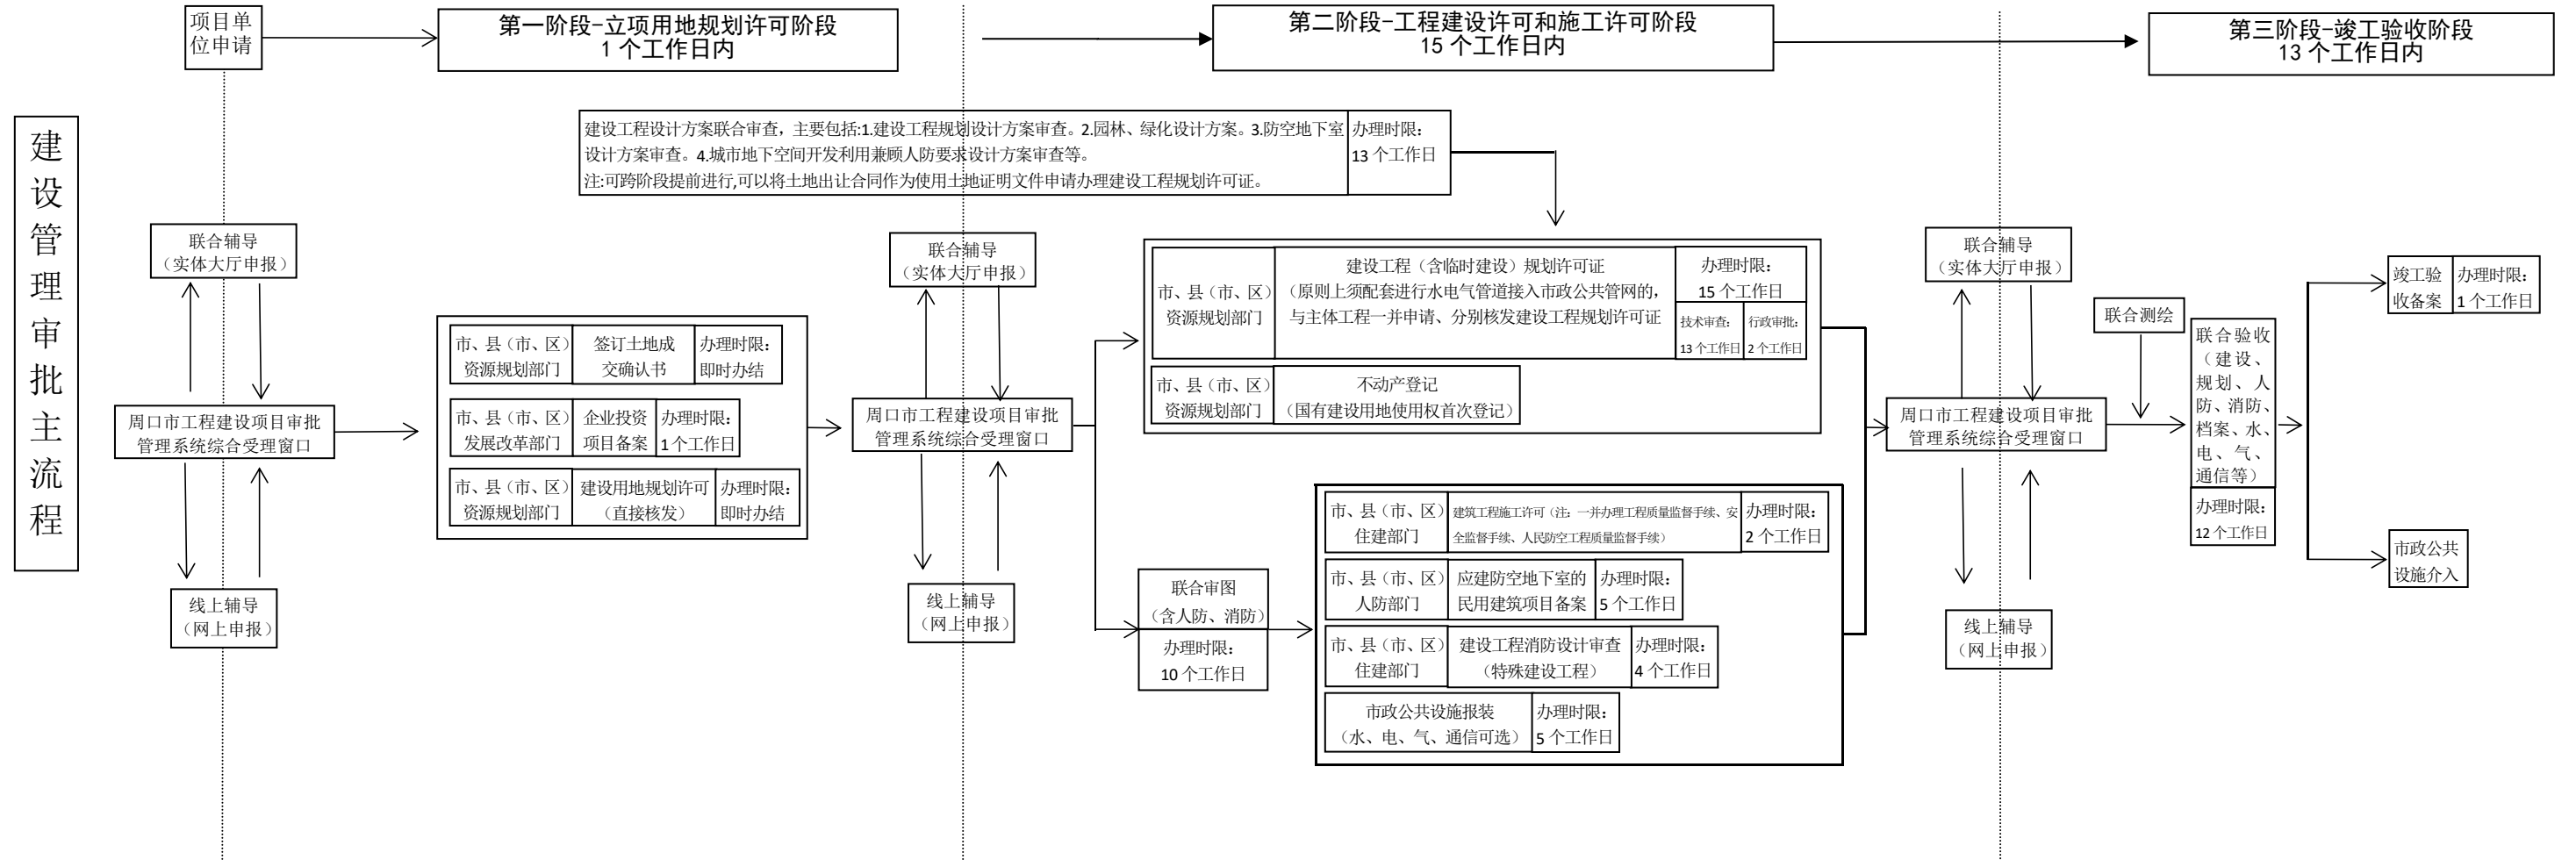 项目单
位申请
第一阶段-立项用地规划许可阶段
1 个工作日内
第二阶段-工程建设许可和施工许可阶段
15 个工作日内
第三阶段-竣工验收阶段
13 个工作日内
建设管理审批主流程
建设工程设计方案联合审查，主要包括:1.建设工程规划设计方案审查。2.园林、绿化设计方案。3.防空地下室
设计方案审查。4.城市地下空间开发利用兼顾人防要求设计方案审查等。
注:可跨阶段提前进行,可以将土地出让合同作为使用土地证明文件申请办理建设工程规划许可证。
办理时限：
13 个工作日
联合辅导
（实体大厅申报）
周口市工程建设项目审批
管理系统综合受理窗口
线上辅导
（网上申报）
市、县（市、区）
资源规划部门
签订土地成
交确认书
办理时限：
即时办结
市、县（市、区）
发展改革部门
企业投资
项目备案
办理时限：
1 个工作日
市、县（市、区）
资源规划部门
建设用地规划许可
（直接核发）
办理时限：
即时办结
联合辅导
（实体大厅申报）
周口市工程建设项目审批
管理系统综合受理窗口
线上辅导
（网上申报）
市、县（市、区）
资源规划部门
建设工程（含临时建设）规划许可证
（原则上须配套进行水电气管道接入市政公共管网的，
与主体工程一并申请、分别核发建设工程规划许可证
办理时限：
15 个工作日
技术审查：
13 个工作日
行政审批：
2 个工作日
市、县（市、区）
资源规划部门
不动产登记
（国有建设用地使用权首次登记）
联合审图
（含人防、消防）
办理时限：
10 个工作日
市、县（市、区）
住建部门
建筑工程施工许可（注：一并办理工程质量监督手续、安
全监督手续、人民防空工程质量监督手续）
办理时限：
2 个工作日
市、县（市、区）
人防部门
应建防空地下室的
民用建筑项目备案
办理时限：
5 个工作日
市、县（市、区）
住建部门
建设工程消防设计审查
（特殊建设工程）
办理时限：
4 个工作日
市政公共设施报装
（水、电、气、通信可选）
办理时限：
5 个工作日
联合辅导
（实体大厅申报）
周口市工程建设项目审批
管理系统综合受理窗口
线上辅导
（网上申报）
联合测绘
联合验收
（建设、
规划、人
防、消防、
档案、水、
电、气、
通信等）
办理时限：
12 个工作日
竣工验
收备案
办理时限：
1 个工作日
市政公共
设施介入